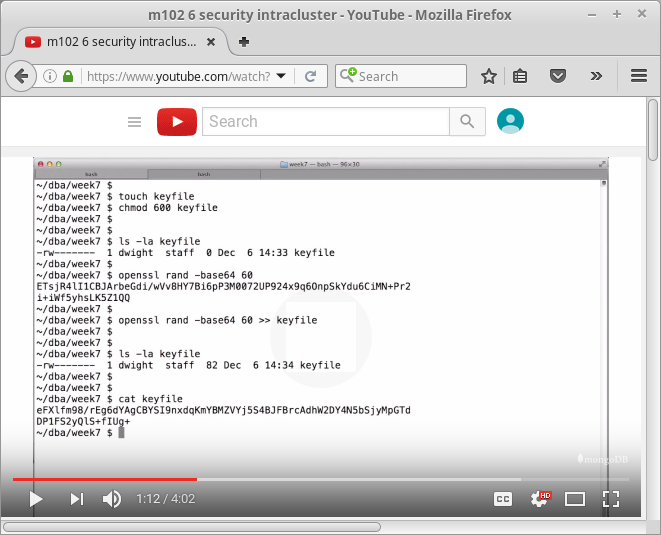 m102 6 security intracluster - YouTube - Mozilla Firefox
m102 6 security intraclus...
https://www.youtube.com/watch?
Search
Search
week7 — bash — 96×30
bash
bash
~/dba/week7 $
~/dba/week7 $ touch keyfile
~/dba/week7 $ chmod 600 keyfile
~/dba/week7 $
~/dba/week7 $
~/dba/week7 $ ls -la keyfile
-rw------- 1 dwight staff 0 Dec 6 14:33 keyfile
~/dba/week7 $
~/dba/week7 $ openssl rand -base64 60
ETsjR4lI1CBJArbeGdi/wVv8HY7Bi6pP3M0072UP924x9q6OnpSkYdu6CiMN+Pr2
i+iWf5yhsLK5Z1QQ
~/dba/week7 $
~/dba/week7 $ openssl rand -base64 60 >> keyfile
~/dba/week7 $
~/dba/week7 $
~/dba/week7 $ ls -la keyfile
-rw------- 1 dwight staff 82 Dec 6 14:34 keyfile
~/dba/week7 $
~/dba/week7 $ cat keyfile
eFXlfm98/rEg6dYAgCBYSI9nxdqKmYBMZVYj5S4BJFBrcAdhW2DY4N5bSjyMpGTd
DP1FS2yQlS+fIUg+
~/dba/week7 $
mongoDB
1:12 / 4:02
CC
HD